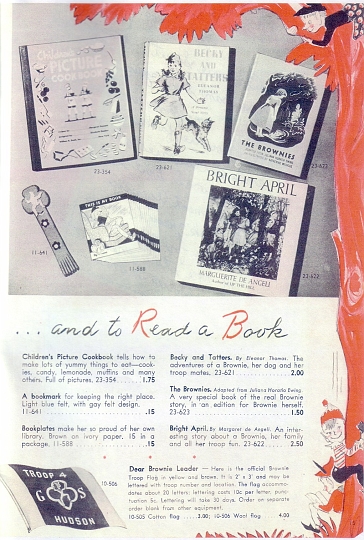 Children's
PICTURE
COOK BOOK
BECKY
AND
TATTERS
ELEANOR
THOMAS
THE BROWNIES
23-354
23-621
23-623
THIS IS MY BOOK
BRIGHT APRIL
MARGUERITE DE ANGELI
11-641
11-588
23-622
... and to Read a Book
Children's Picture Cookbook tells how to
make lots of yummy things to eat—cook-
ies, candy, lemonade, muffins and many
others. Full of pictures. 23-354 ...... 1.75
A bookmark for keeping the right place.
Light blue felt, with gay felt design.
11-641 .15
Bookplates make her so proud of her own
library. Brown on ivory paper. 15 in a
package. 11-588 .15
Becky and Tatters. By Eleanor Thomas. The
adventures of a Brownie, her dog and her
troop mates. 23-621 2.00
The Brownies. Adapted from Juliana Horatia Ewing.
A very special book of the real Brownie
story, in an edition for Brownie herself.
23-623 1.50
Bright April. By Margaret de Angeli. An inter-
esting story about a Brownie, her family
and all her troop fun. 23-622 2.50
TROOP 4
G S
HUDSON
10-506
Dear Brownie Leader — Here is the official Brownie
Troop Flag in yellow and brown. It is 2' x 3' and may be
lettered with troop number and location. The flag accommo-
dates about 20 letters: lettering costs 10c per letter, punc-
tuation 5c. Lettering will take 30 days. Order on separate
order blank from other equipment.
10-505 Cotton flag ...... 2.00; 10-506 Wool flag .... 4.00